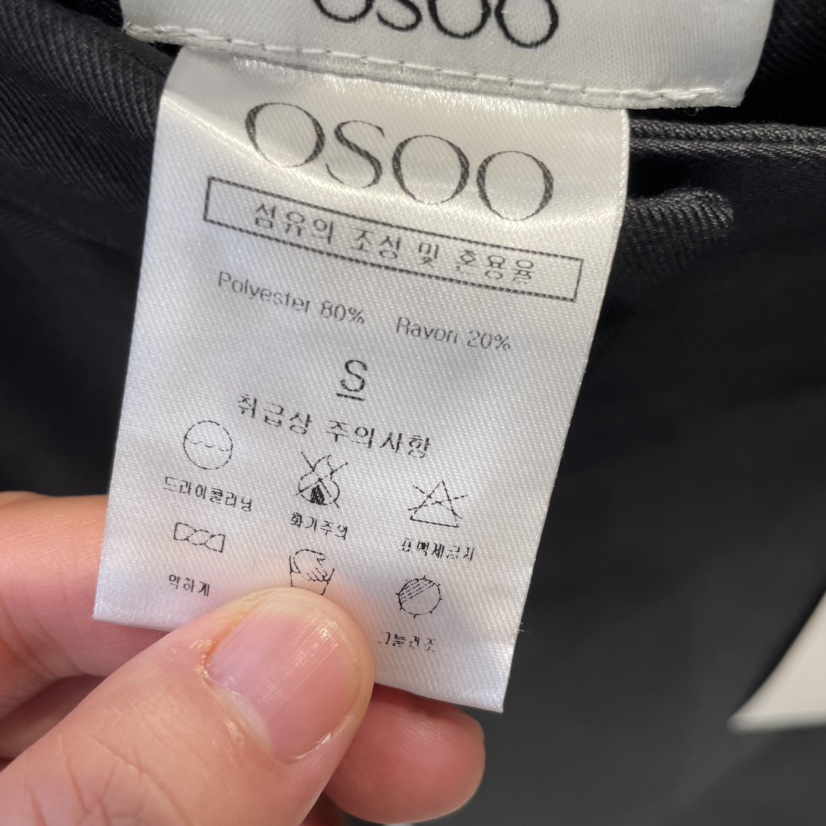 OSOO
OSOO
섬유의 조성 및 혼용율
Polyester 80% Rayon 20%
S
취급상 주의사항
드라이클리닝 화기주의 표백제금지
약하게 그늘건조